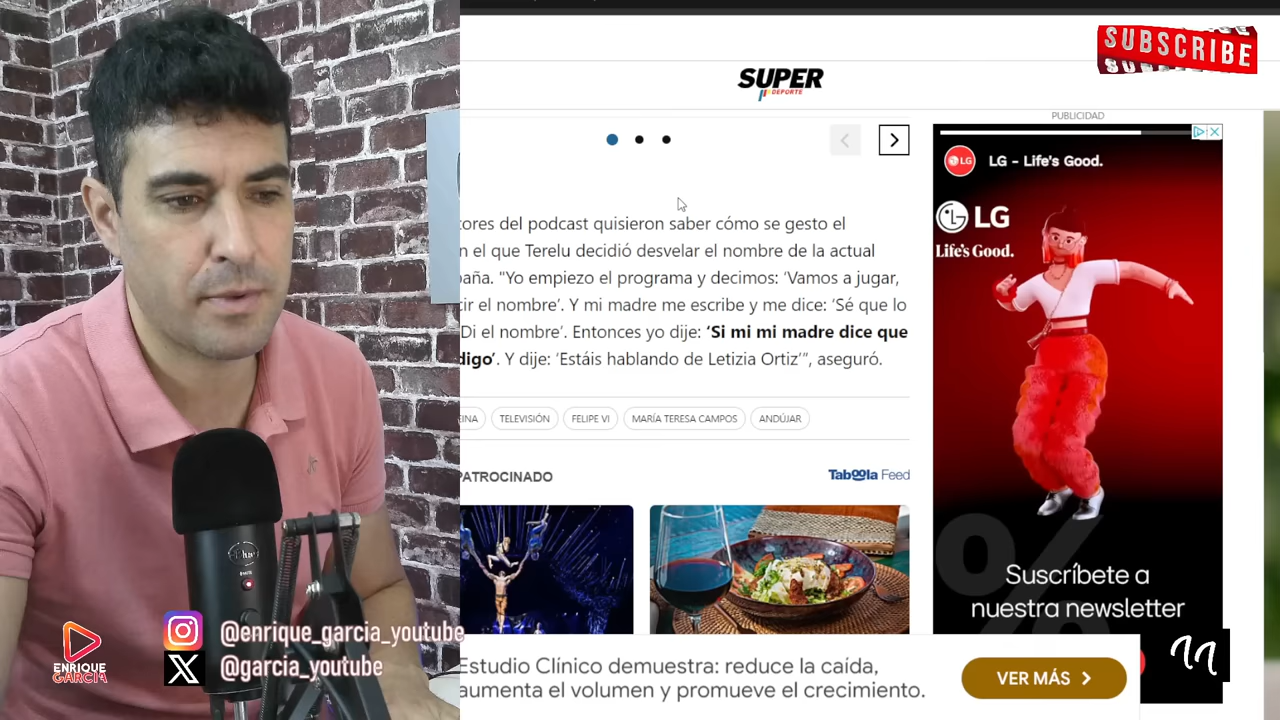 SUBSCRIBE
SUPER
DEPORTE
PUBLICIDAD
LG - Life's Good.
LG
Life's Good.
tores del podcast quisieron saber cómo se gesto el
n el que Terelu decidió desvelar el nombre de la actual
paña. "Yo empiezo el programa y decimos: ‘Vamos a jugar,
cir el nombre’. Y mi madre me escribe y me dice: ‘Sé que lo
Di el nombre’. Entonces yo dije: ‘Si mi mi madre dice que
digo’. Y dije: ‘Estáis hablando de Letizia Ortiz’”, aseguró.
INA TELEVISIÓN FELIPE VI MARÍA TERESA CAMPOS ANDÚJAR
PATROCINADO
Taboola Feed
Suscríbete a
nuestra newsletter
Estudio Clínico demuestra: reduce la caída,
aumenta el volumen y promueve el crecimiento.
VER MÁS
ENRIQUE
GARCIA
@enrique_garcia_youtube
@garcia_youtube